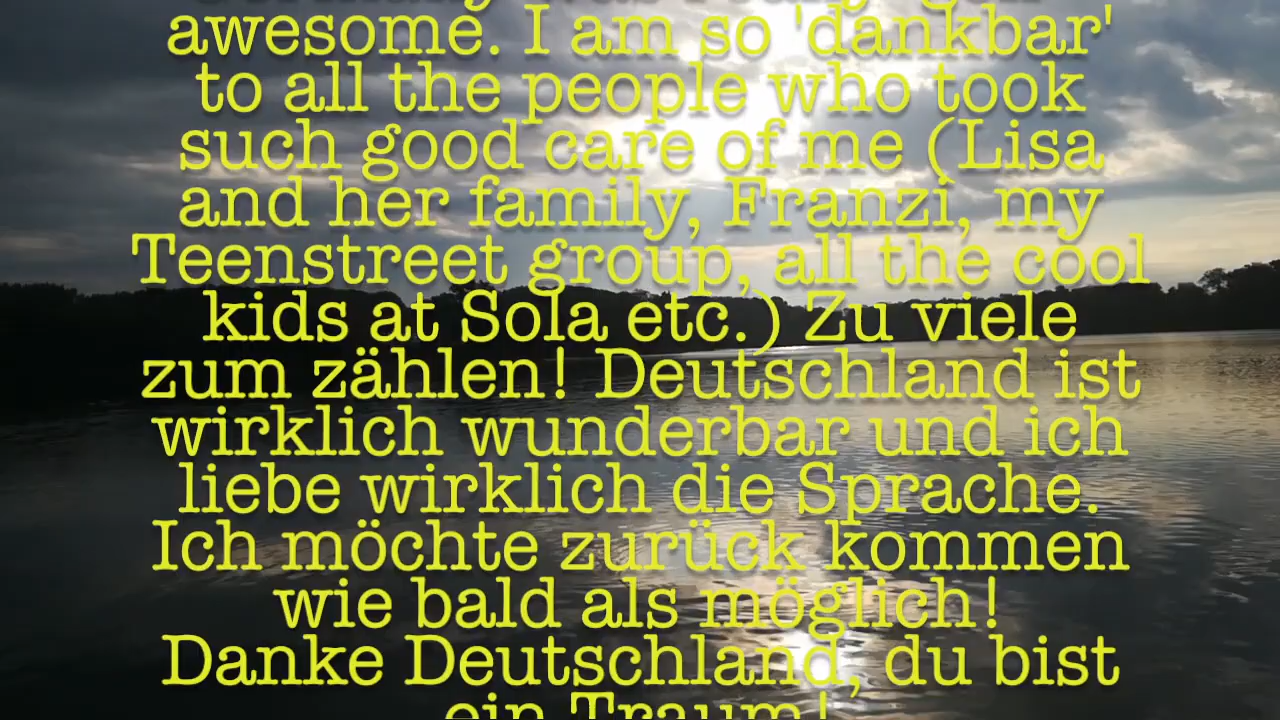 awesome. I am so 'dankbar'
to all the people who took
such good care of me (Lisa
and her family, Franzi, my
Teenstreet group, all the cool
kids at Sola etc.) Zu viele
zum zählen! Deutschland ist
wirklich wunderbar und ich
liebe wirklich die Sprache.
Ich möchte zurück kommen
wie bald als möglich!
Danke Deutschland, du bist
ein Traum!